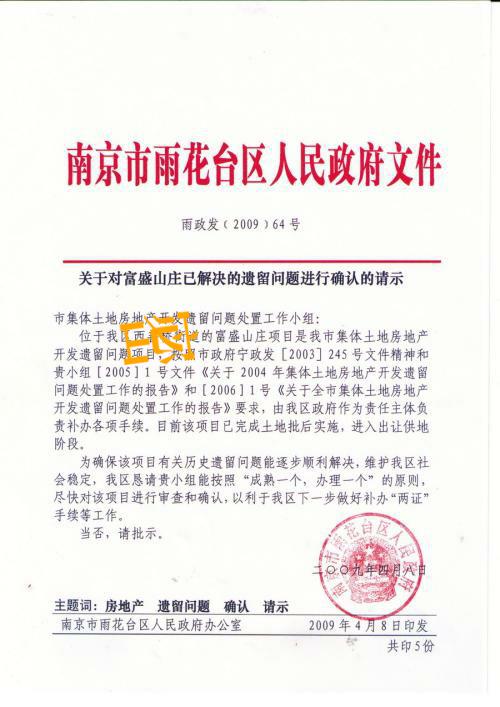 南京市雨花台区人民政府文件
雨政发〔2009〕64号
关于对富盛山庄已解决的遗留问题进行确认的请示
市集体土地房地产开发遗留问题处置工作小组：
位于我区西善桥街道的富盛山庄项目是我市集体土地房地产
开发遗留问题项目，按照市政府宁政发［2003］245号文件精神和
贵小组［2005］1号文件《关于2004年集体土地房地产开发遗留
问题处置工作的报告》和［2006］1号《关于全市集体土地房地产
开发遗留问题处置工作的报告》要求，由我区政府作为责任主体负
责补办各项手续。目前该项目已完成土地批后实施，进入出让供地
阶段。
为确保该项目有关历史遗留问题能逐步顺利解决，维护我区社
会稳定，我区恳请贵小组能按照“成熟一个，办理一个”的原则，
尽快对该项目进行审查和确认，以利于我区下一步做好补办“两证”
手续等工作。
当否，请批示。
南京市雨花台区人民政府
二〇〇九年四月八日
主题词：房地产 遗留问题 确认 请示
南京市雨花台区人民政府办公室 2009年4月8日印发
共印5份